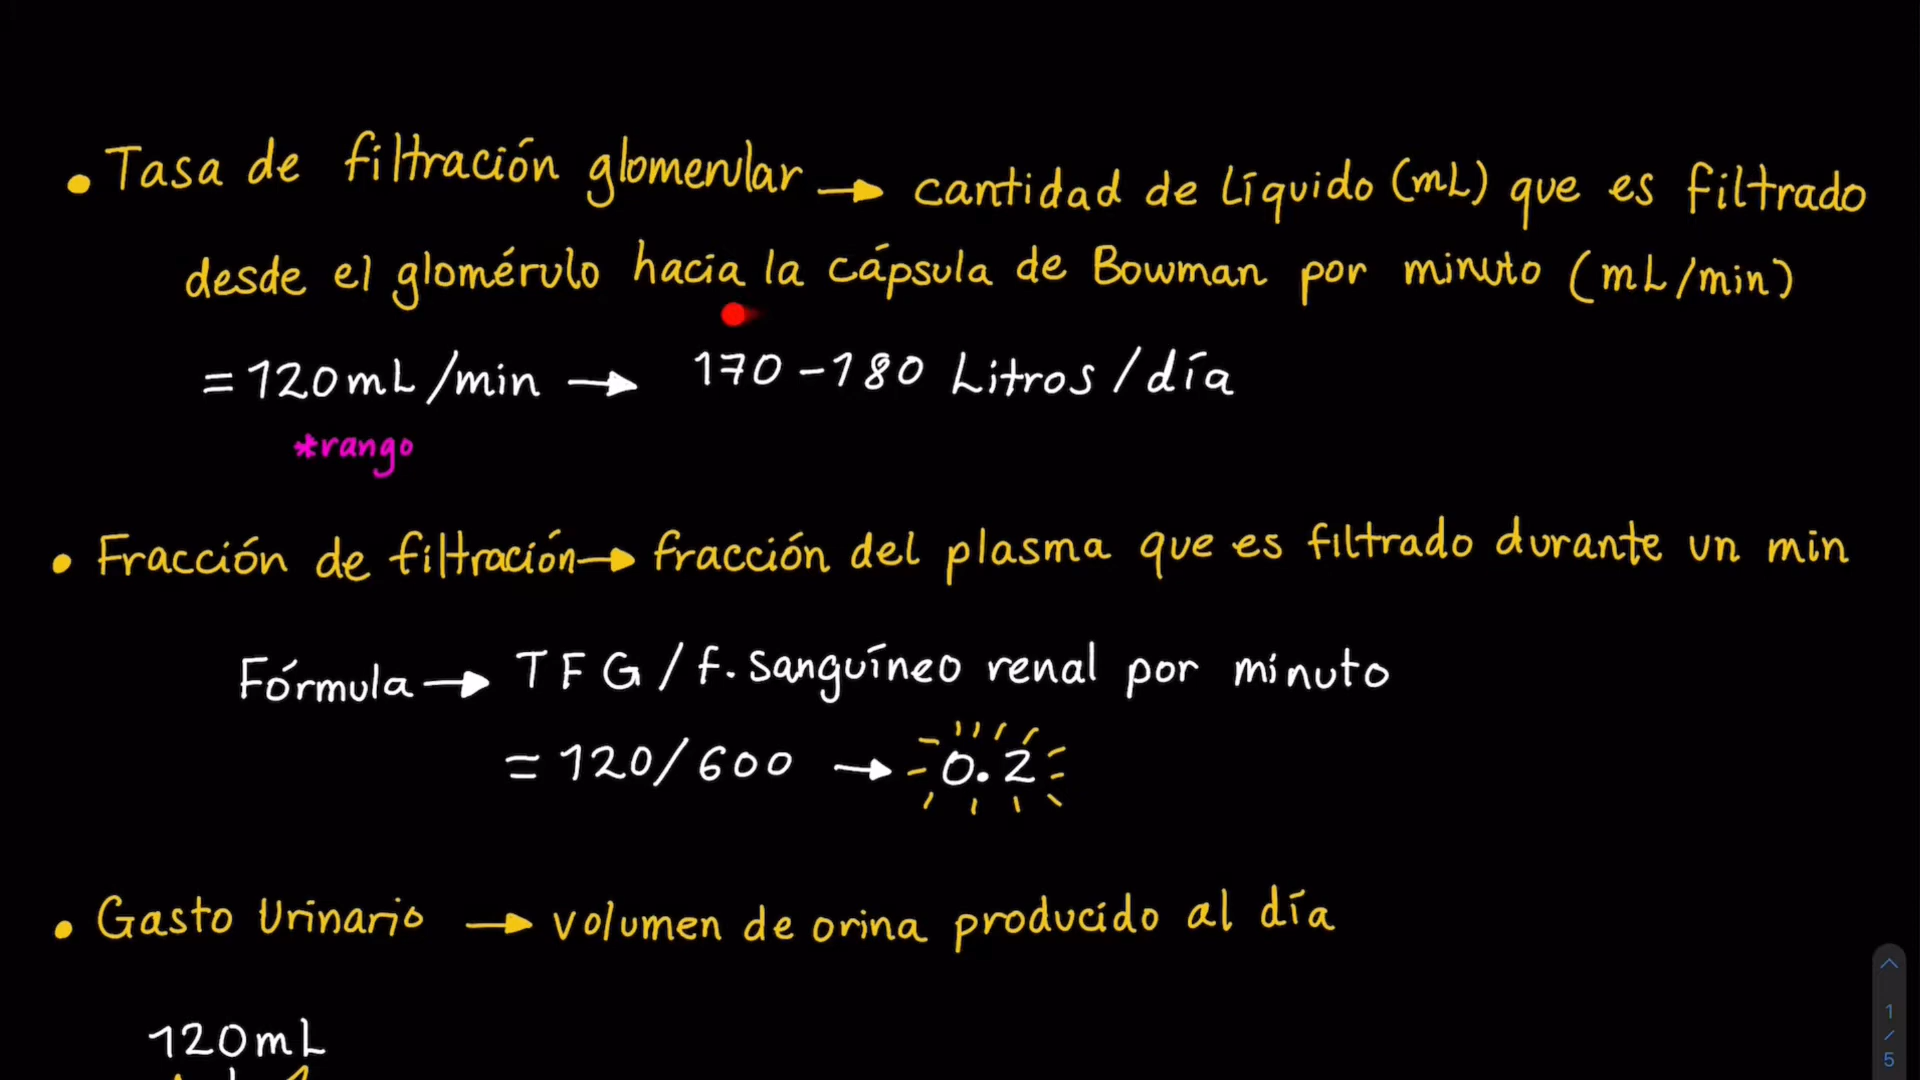 • Tasa de filtración glomerular → cantidad de líquido (mL) que es filtrado
desde el glomérulo hacia la cápsula de Bowman por minuto (mL/min)
= 120 mL/min → 170 - 180 Litros/día
*rango
• Fracción de filtración → fracción del plasma que es filtrado durante un min
Fórmula → TFG / f. sanguíneo renal por minuto
= 120/600 → 0.2
• Gasto Urinario → volumen de orina producido al día
120 mL
1
/
5